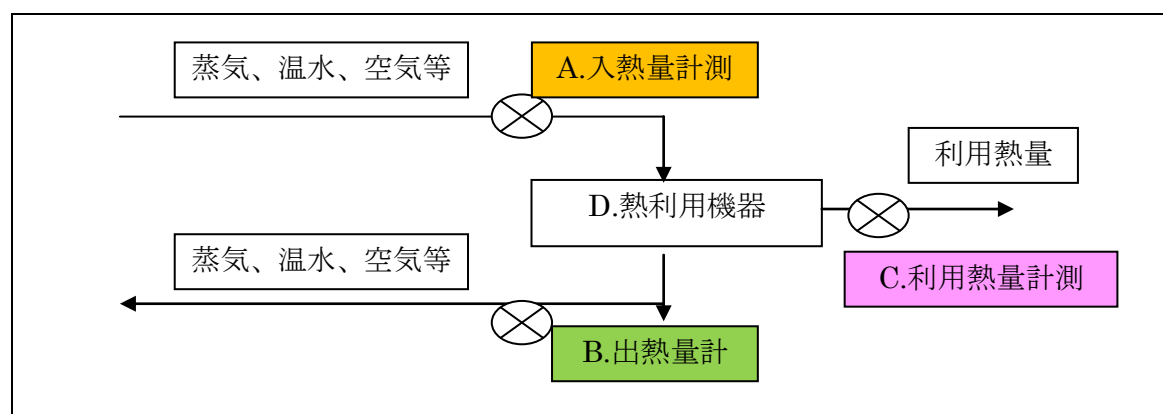 蒸気、温水、空気等
A.入熱量計測
利用熱量
D.熱利用機器
蒸気、温水、空気等
C.利用熱量計測
B.出熱量計